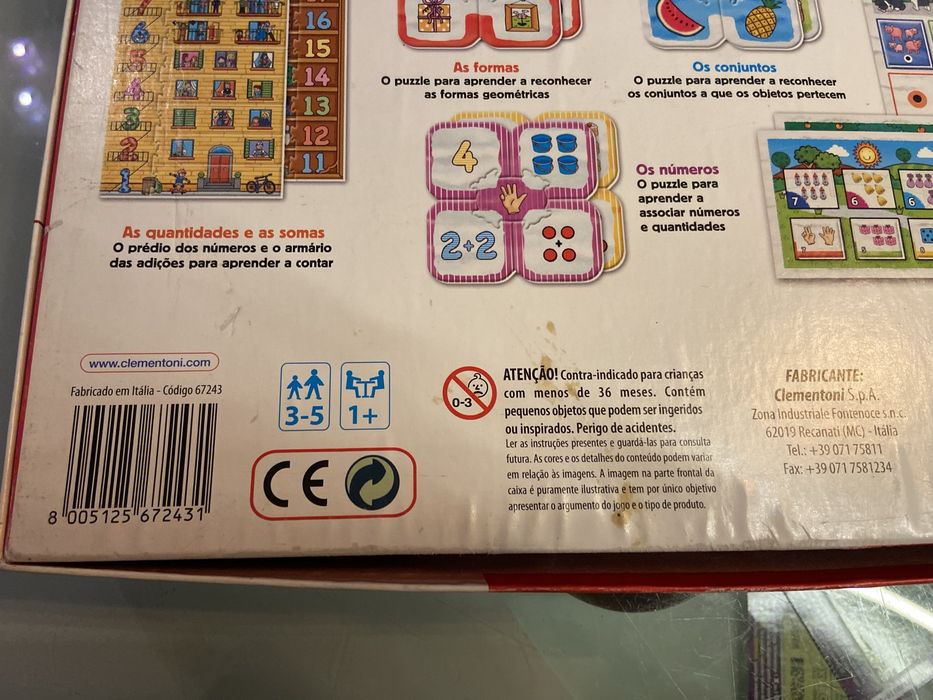 16
15
14
13
12
11
3
2
1
As formas
O puzzle para aprender a reconhecer
as formas geométricas
Os conjuntos
O puzzle para aprender a reconhecer
os conjuntos a que os objetos pertecem
4
2+2
+
Os números
O puzzle para
aprender a
associar números
e quantidades
7
6
6
As quantidades e as somas
O prédio dos números e o armário
das adições para aprender a contar
www.clementoni.com
Fabricado em Itália - Código 67243
8 005125 672431
3-5
1+
CE
0-3
ATENÇÃO! Contra-indicado para crianças
com menos de 36 meses. Contém
pequenos objetos que podem ser ingeridos
ou inspirados. Perigo de acidentes.
Ler as instruções presentes e guardá-las para consulta
futura. As cores e os detalhes do conteúdo podem variar
em relação às imagens. A imagem na parte frontal da
caixa é puramente ilustrativa e tem por único objetivo
apresentar o argumento do jogo e o tipo de produto.
FABRICANTE:
Clementoni S.p.A.
Zona Industriale Fontenoce s.n.c.
62019 Recanati (MC) - Itália
Tel.: +39 071 75811
Fax: +39 071 7581234